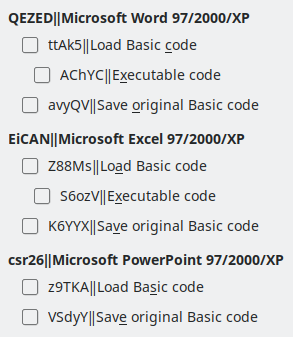 QEZED||Microsoft Word 97/2000/XP
ttAk5||Load Basic code
AChYC||Executable code
avyQV||Save original Basic code
EiCAN||Microsoft Excel 97/2000/XP
Z88Ms||Load Basic code
S6ozV||Executable code
K6YYX||Save original Basic code
csr26||Microsoft PowerPoint 97/2000/XP
z9TKA||Load Basic code
VSdyY||Save original Basic code